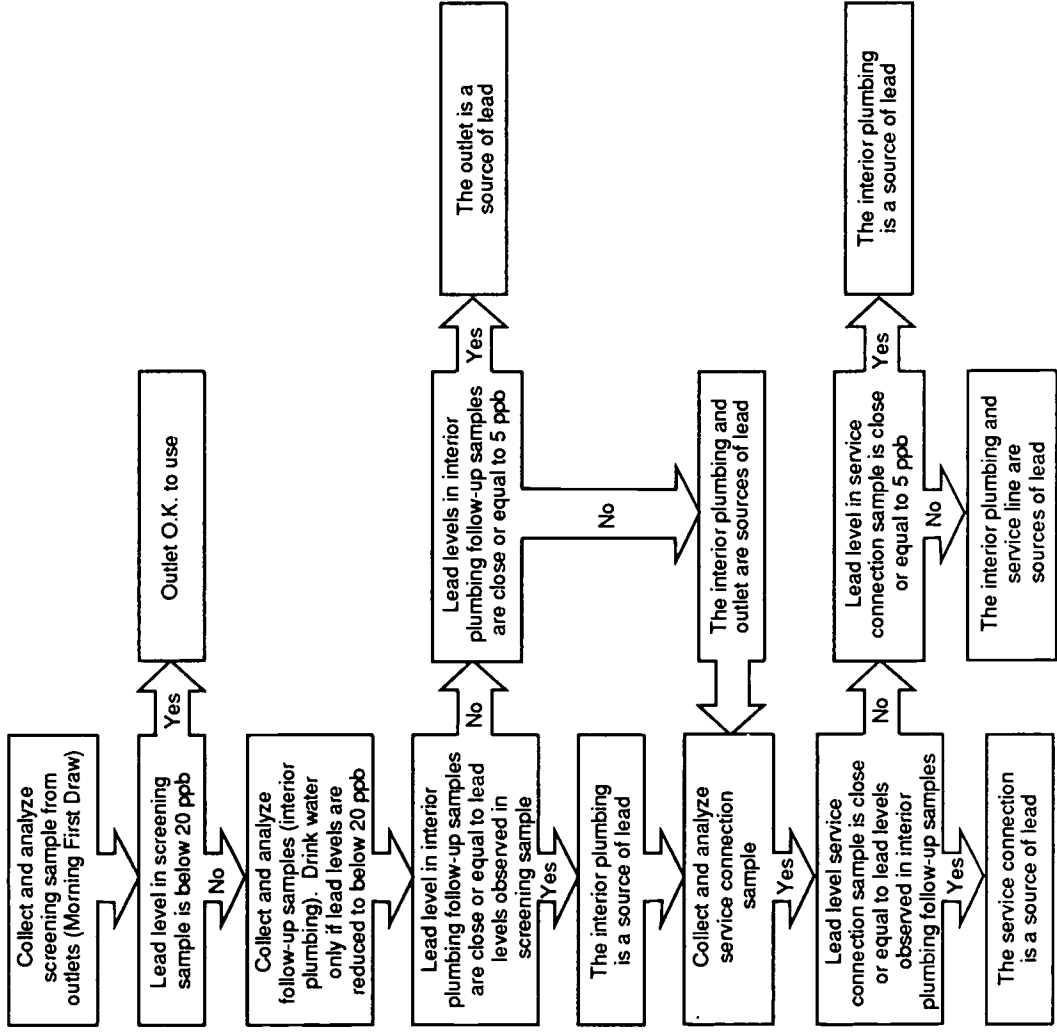 Collect and analyze
screening sample from
outlets (Morning First Draw)
Lead level in screening
sample is below 20 ppb
Yes
Outlet O.K. to use
No
Collect and analyze
follow-up samples (interior
plumbing). Drink water
only if lead levels are
reduced to below 20 ppb
Lead level in interior
plumbing follow-up samples
are close or equal to lead
levels observed in
screening sample
No
Lead levels in interior
plumbing follow-up samples
are close or equal to 5 ppb
Yes
The outlet is a
source of lead
Yes
No
The interior plumbing
is a source of lead
The interior plumbing and
outlet are sources of lead
Collect and analyze
service connection
sample
Yes
Lead level service
connection sample is close
or equal to lead levels
observed in interior
plumbing follow-up samples
No
Lead level in service
connection sample is close
or equal to 5 ppb
Yes
The interior plumbing
is a source of lead
Yes
No
The service connection
is a source of lead
The interior plumbing and
service line are
sources of lead